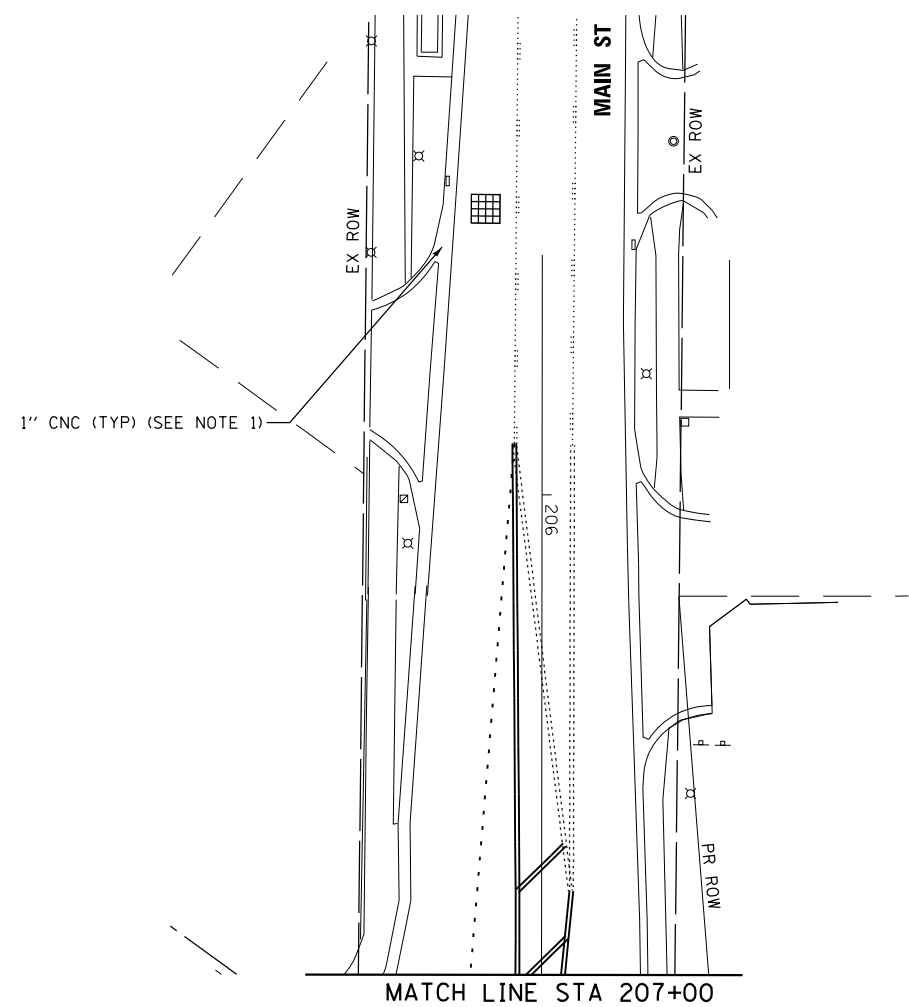 MAIN ST
EX ROW
EX ROW
1'' CNC (TYP) (SEE NOTE 1)
206
PR ROW
MATCH LINE STA 207+00